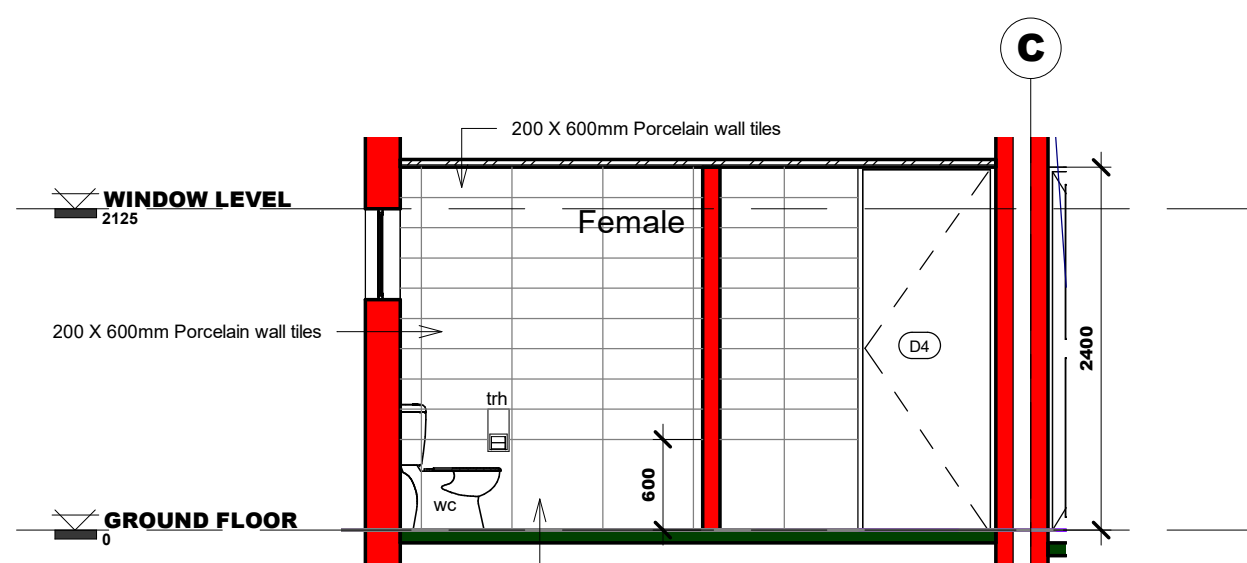 C
200 X 600mm Porcelain wall tiles
WINDOW LEVEL
2125
Female
200 X 600mm Porcelain wall tiles
D4
2400
trh
600
wc
GROUND FLOOR
0